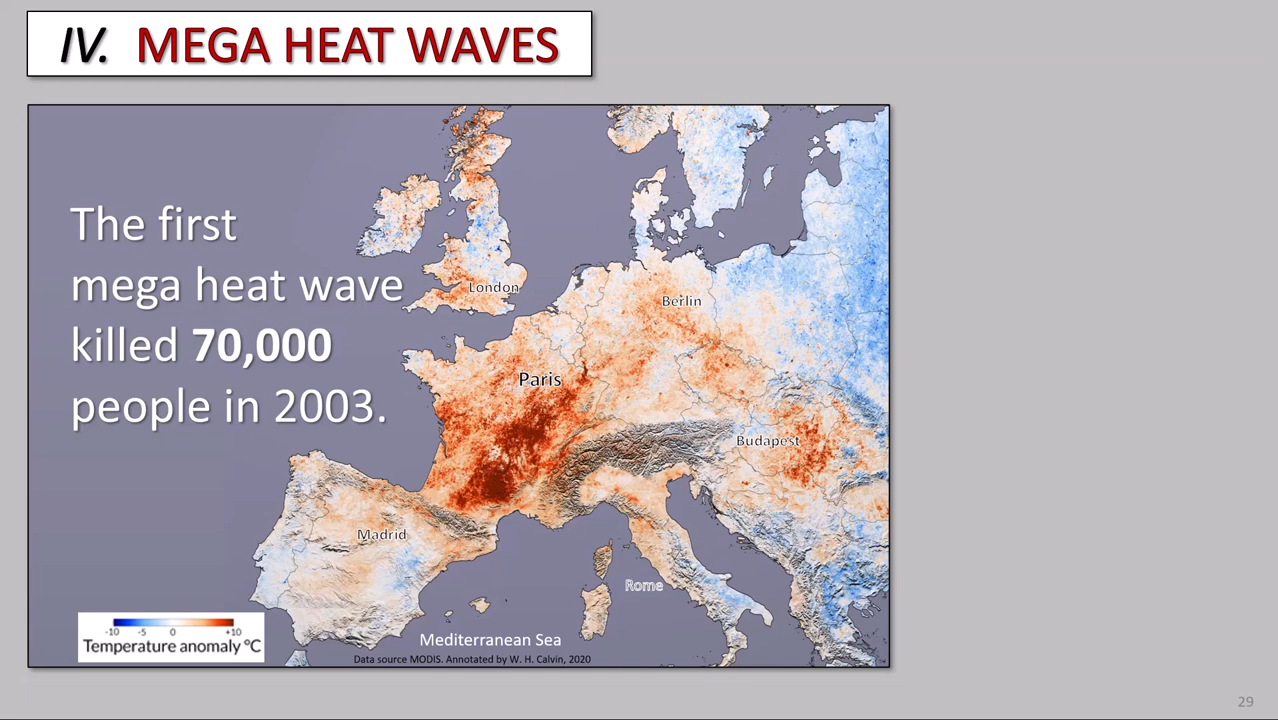 IV. MEGA HEAT WAVES
The first
mega heat wave
killed 70,000
people in 2003.
London
Berlin
Paris
Budapest
Madrid
Rome
Mediterranean Sea
-10 -5 0 +10
Temperature anomaly ºC
Data source MODIS. Annotated by W. H. Calvin, 2020
29